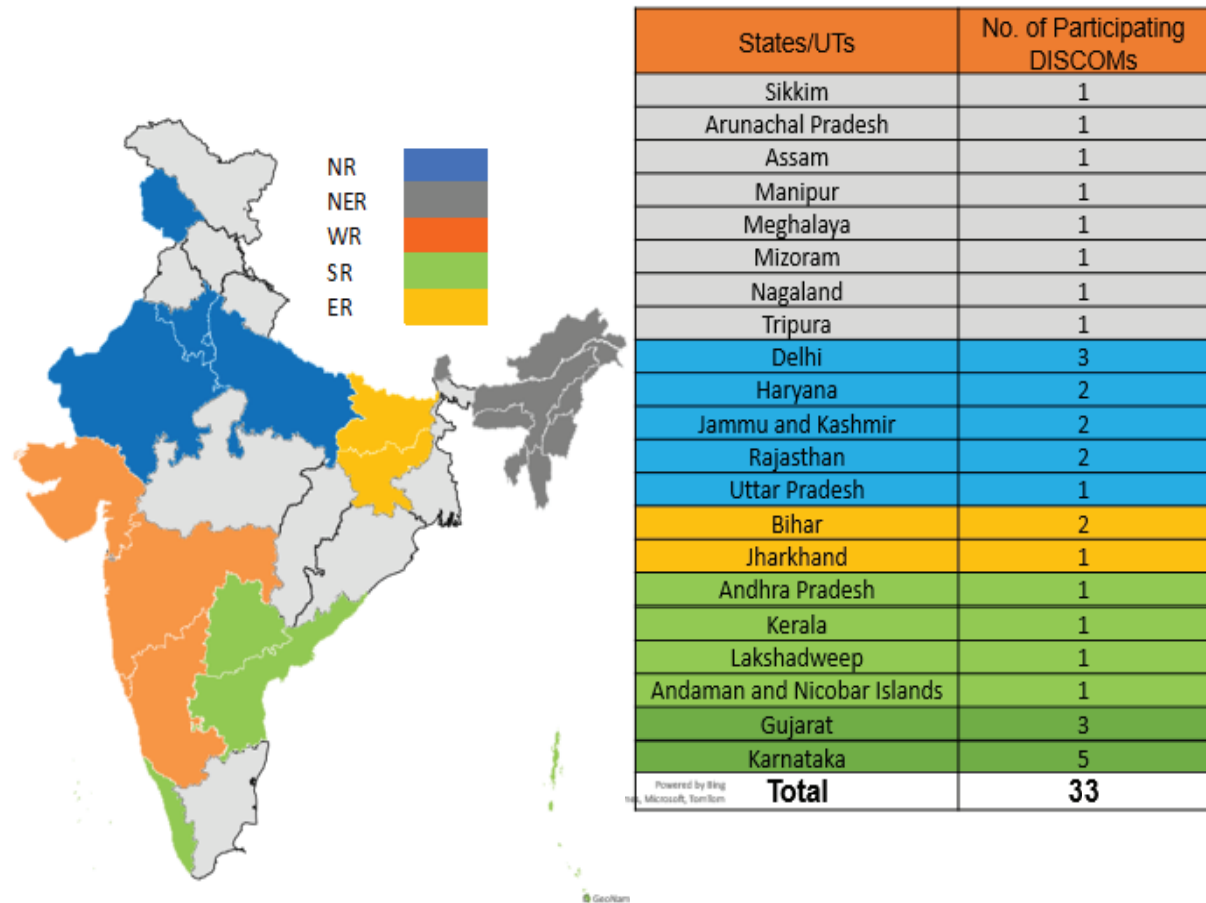 NR
NER
WR
SR
ER
States/UTs No. of Participating DISCOMs
Sikkim 1
Arunachal Pradesh 1
Assam 1
Manipur 1
Meghalaya 1
Mizoram 1
Nagaland 1
Tripura 1
Delhi 3
Haryana 2
Jammu and Kashmir 2
Rajasthan 2
Uttar Pradesh 1
Bihar 2
Jharkhand 1
Andhra Pradesh 1
Kerala 1
Lakshadweep 1
Andaman and Nicobar Islands 1
Gujarat 3
Karnataka 5
Total 33
Powered by Bing
Microsoft, TomTom
© GeoNam